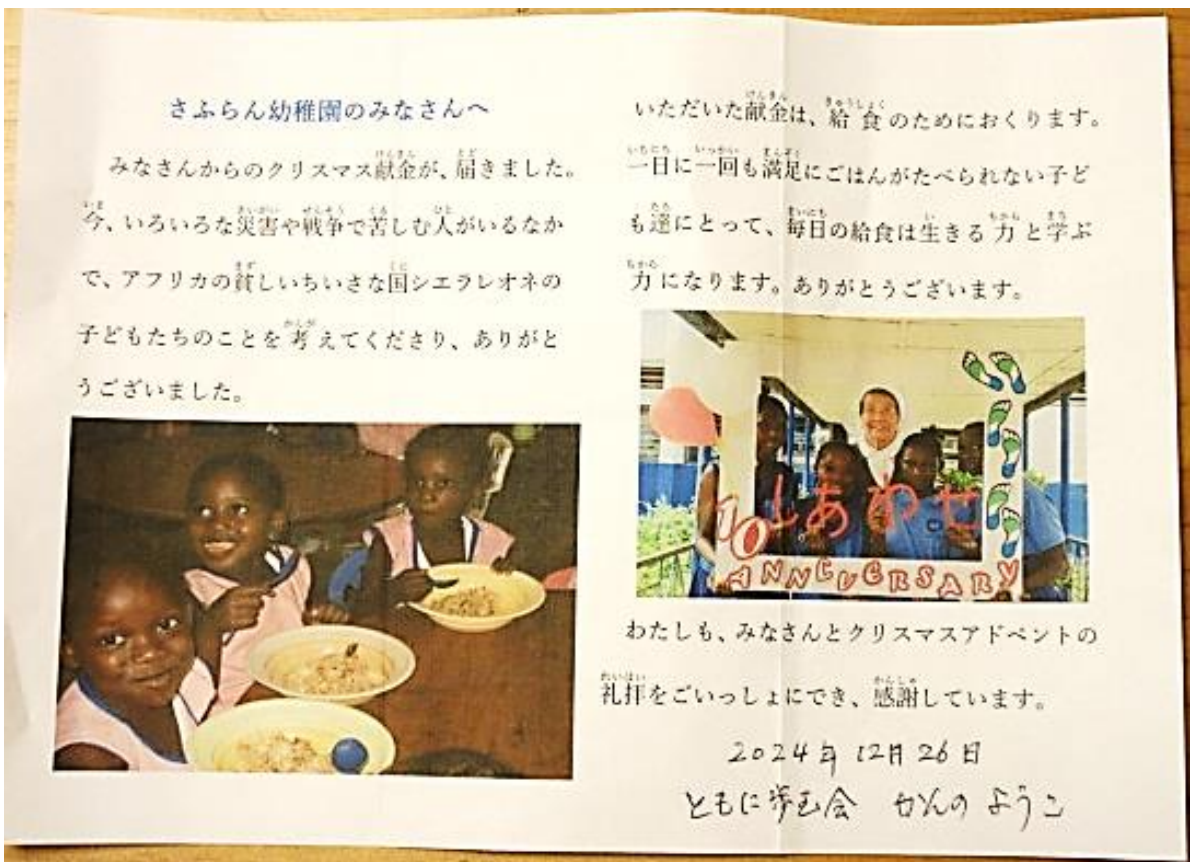 さふらん幼稚園のみなさんへ
みなさんからのクリスマス献金が、届きました。
今、いろいろな災害や戦争で苦しむ人がいるなか
で、アフリカの貧しいちいさな国シエラレオネの
子どもたちのことを考えてくださり、ありがと
うございました。
いただいた献金は、給食のためにおくります。
一日に一回も満足にごはんがたべられない子ど
も達にとって、毎日の給食は生きる力と学ぶ
力になります。ありがとうございます。
しあわせ
10
ANNIVERSARY
わたしも、みなさんとクリスマスアドベントの
礼拝をごいっしょにでき、感謝しています。
2024年12月26日
ともに歩む会 かんの ようこ